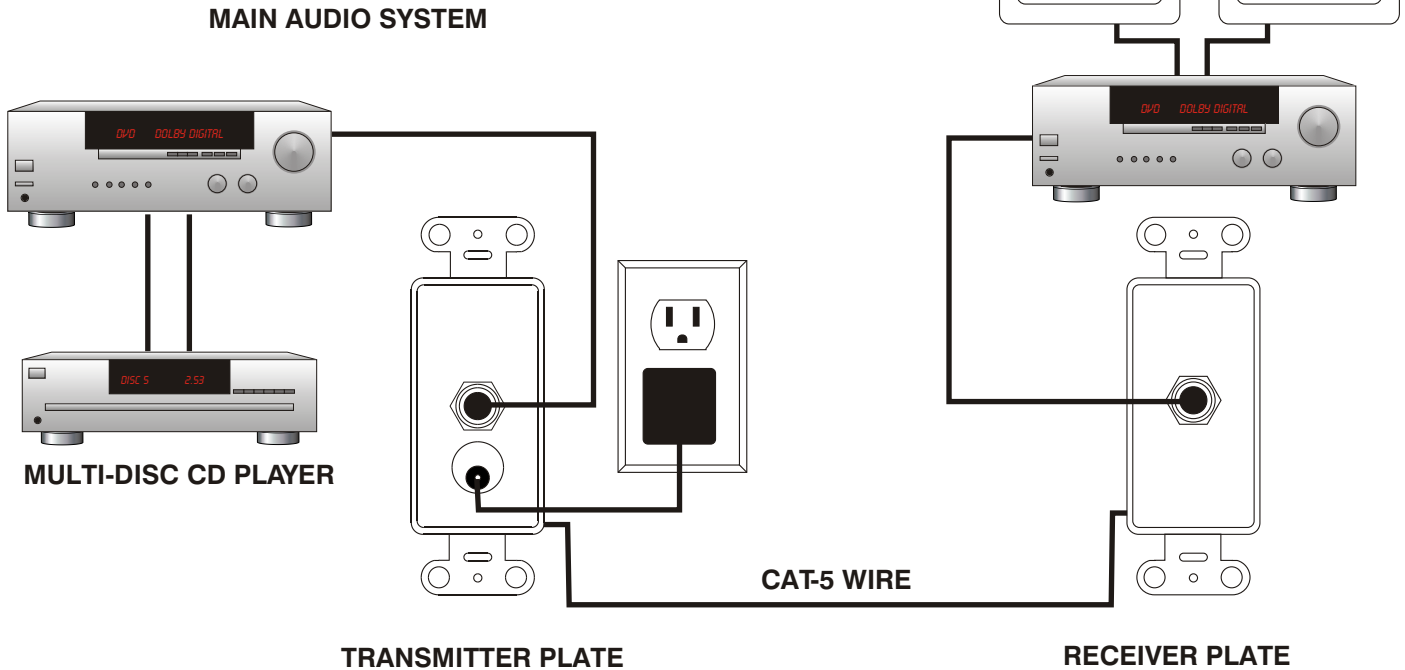 MAIN AUDIO SYSTEM
DVD DOLBY DIGITAL
DVD DOLBY DIGITAL
DISC 5 2:53
MULTI-DISC CD PLAYER
CAT-5 WIRE
TRANSMITTER PLATE
RECEIVER PLATE